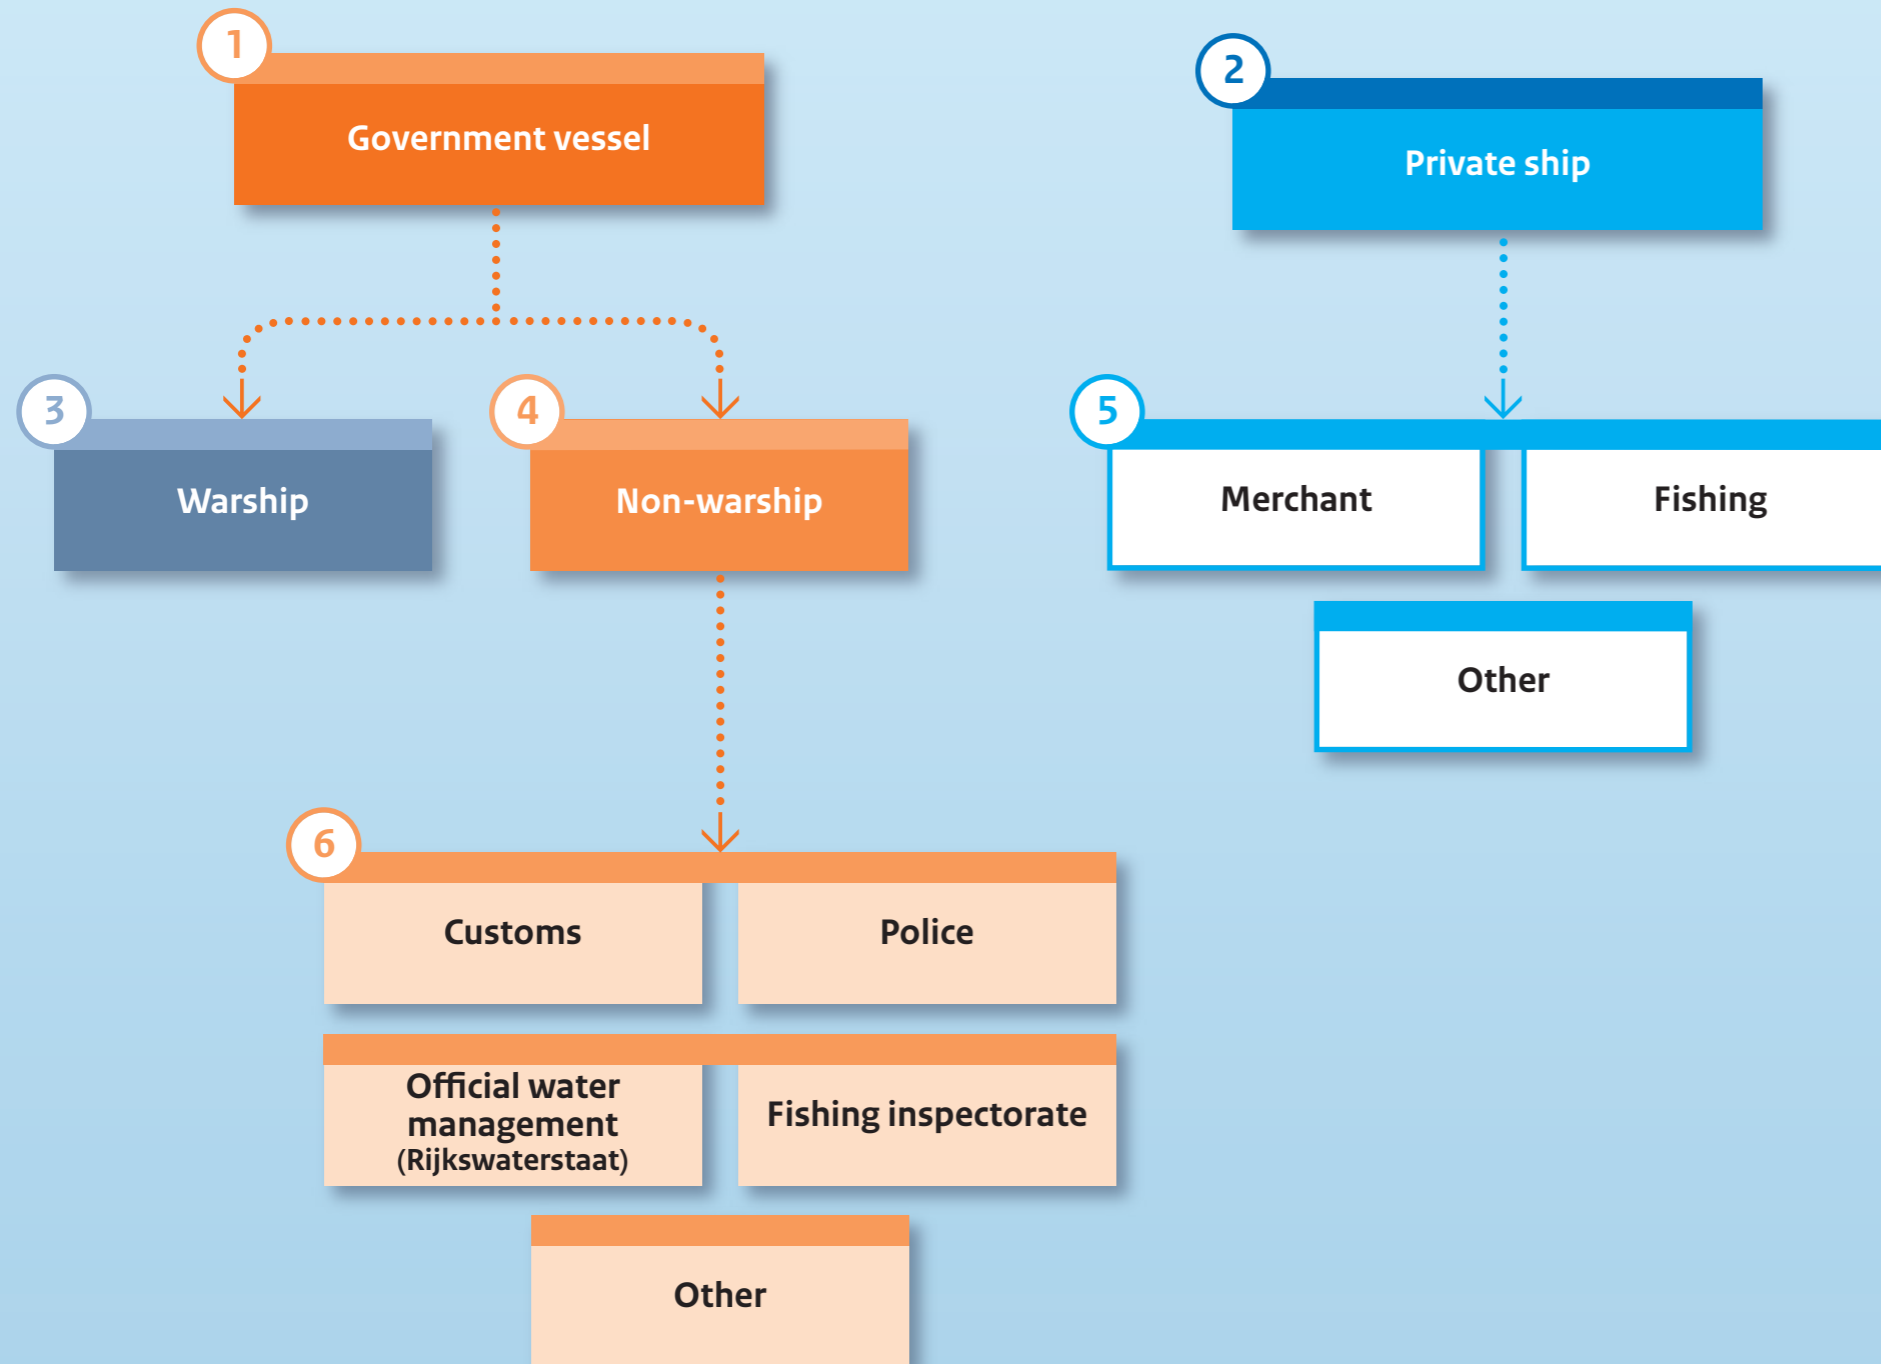 1
Government vessel
2
Private ship
3
Warship
4
Non-warship
5
Merchant
Fishing
Other
6
Customs
Police
Official water
management
(Rijkswaterstaat)
Fishing inspectorate
Other